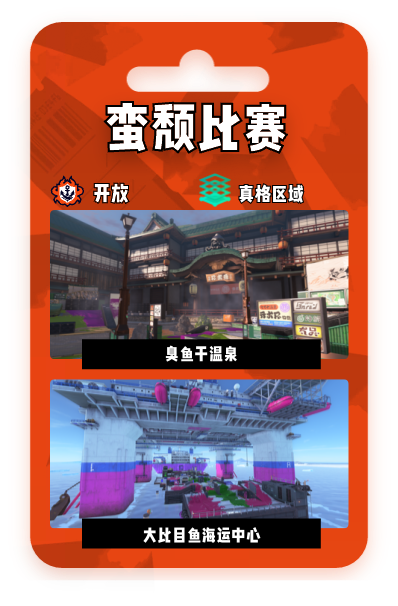 蛮颓比赛
开放
真格区域
臭鱼干温泉
大比目鱼海运中心